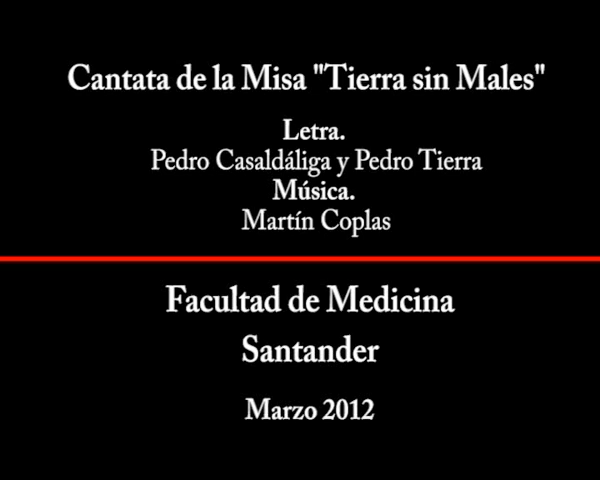 Cantata de la Misa "Tierra sin Males"
Letra.
Pedro Casaldáliga y Pedro Tierra
Música.
Martín Coplas
Facultad de Medicina
Santander
Marzo 2012